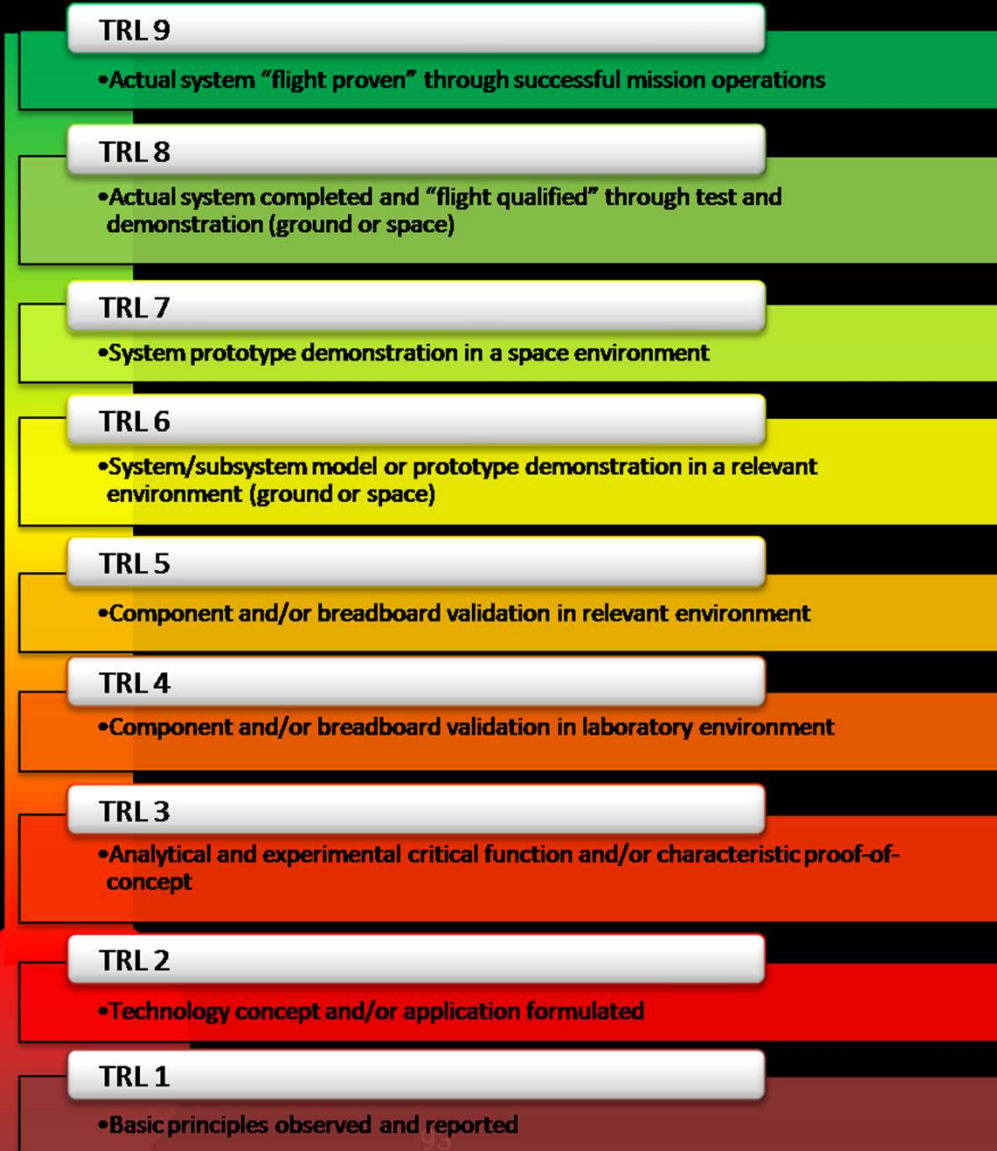 TRL 9
•Actual system “flight proven” through successful mission operations
TRL 8
•Actual system completed and “flight qualified” through test and
demonstration (ground or space)
TRL 7
•System prototype demonstration in a space environment
TRL 6
•System/subsystem model or prototype demonstration in a relevant
environment (ground or space)
TRL 5
•Component and/or breadboard validation in relevant environment
TRL 4
•Component and/or breadboard validation in laboratory environment
TRL 3
•Analytical and experimental critical function and/or characteristic proof-of-
concept
TRL 2
•Technology concept and/or application formulated
TRL 1
•Basic principles observed and reported
93